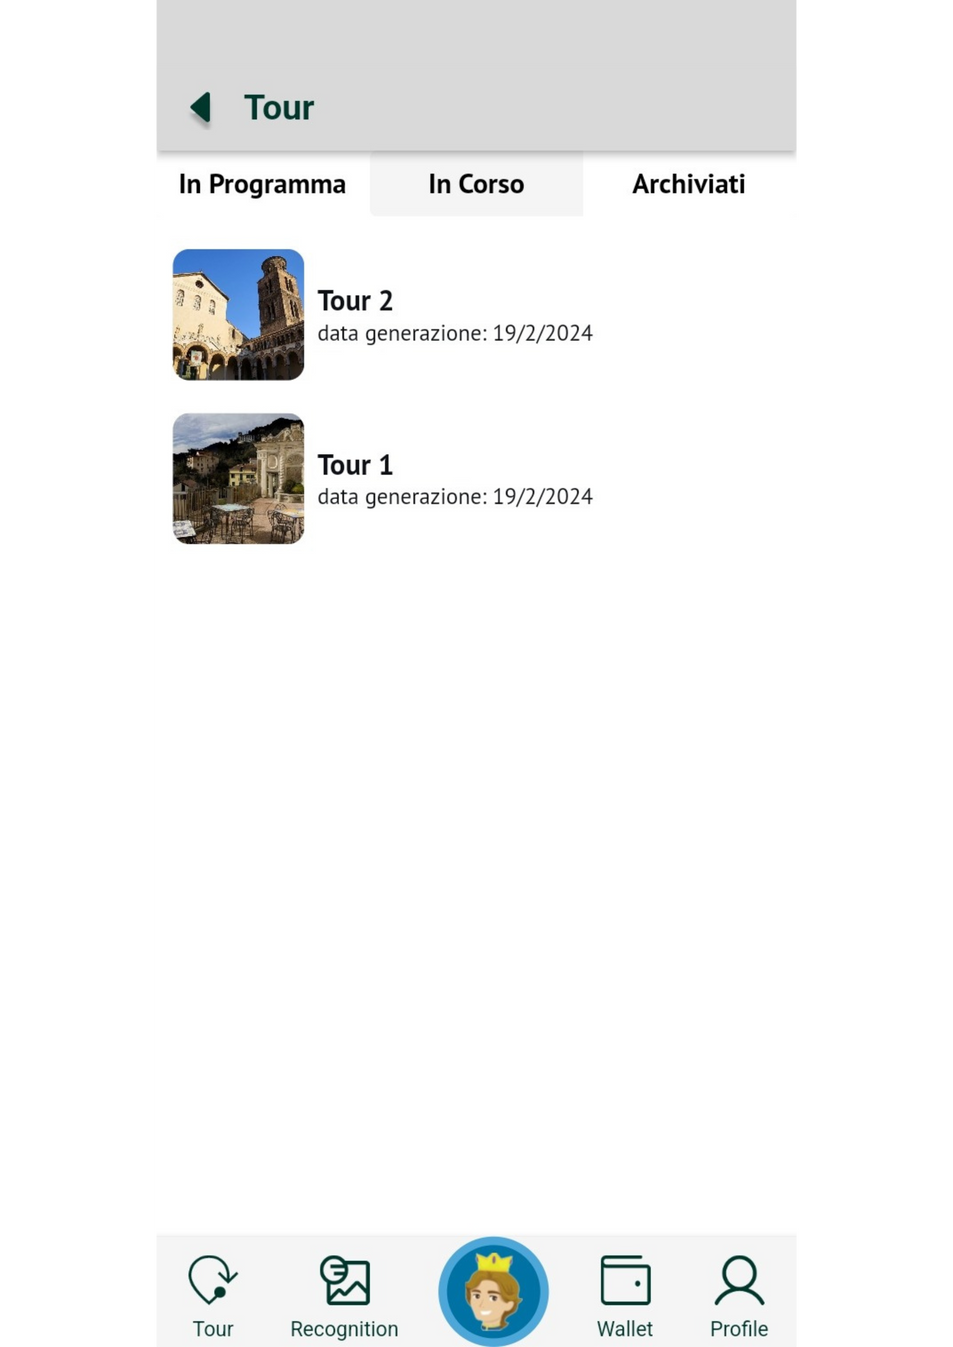 Tour
In Programma
In Corso
Archiviati
Tour 2
data generazione: 19/2/2024
Tour 1
data generazione: 19/2/2024
Tour
Recognition
Wallet
Profile